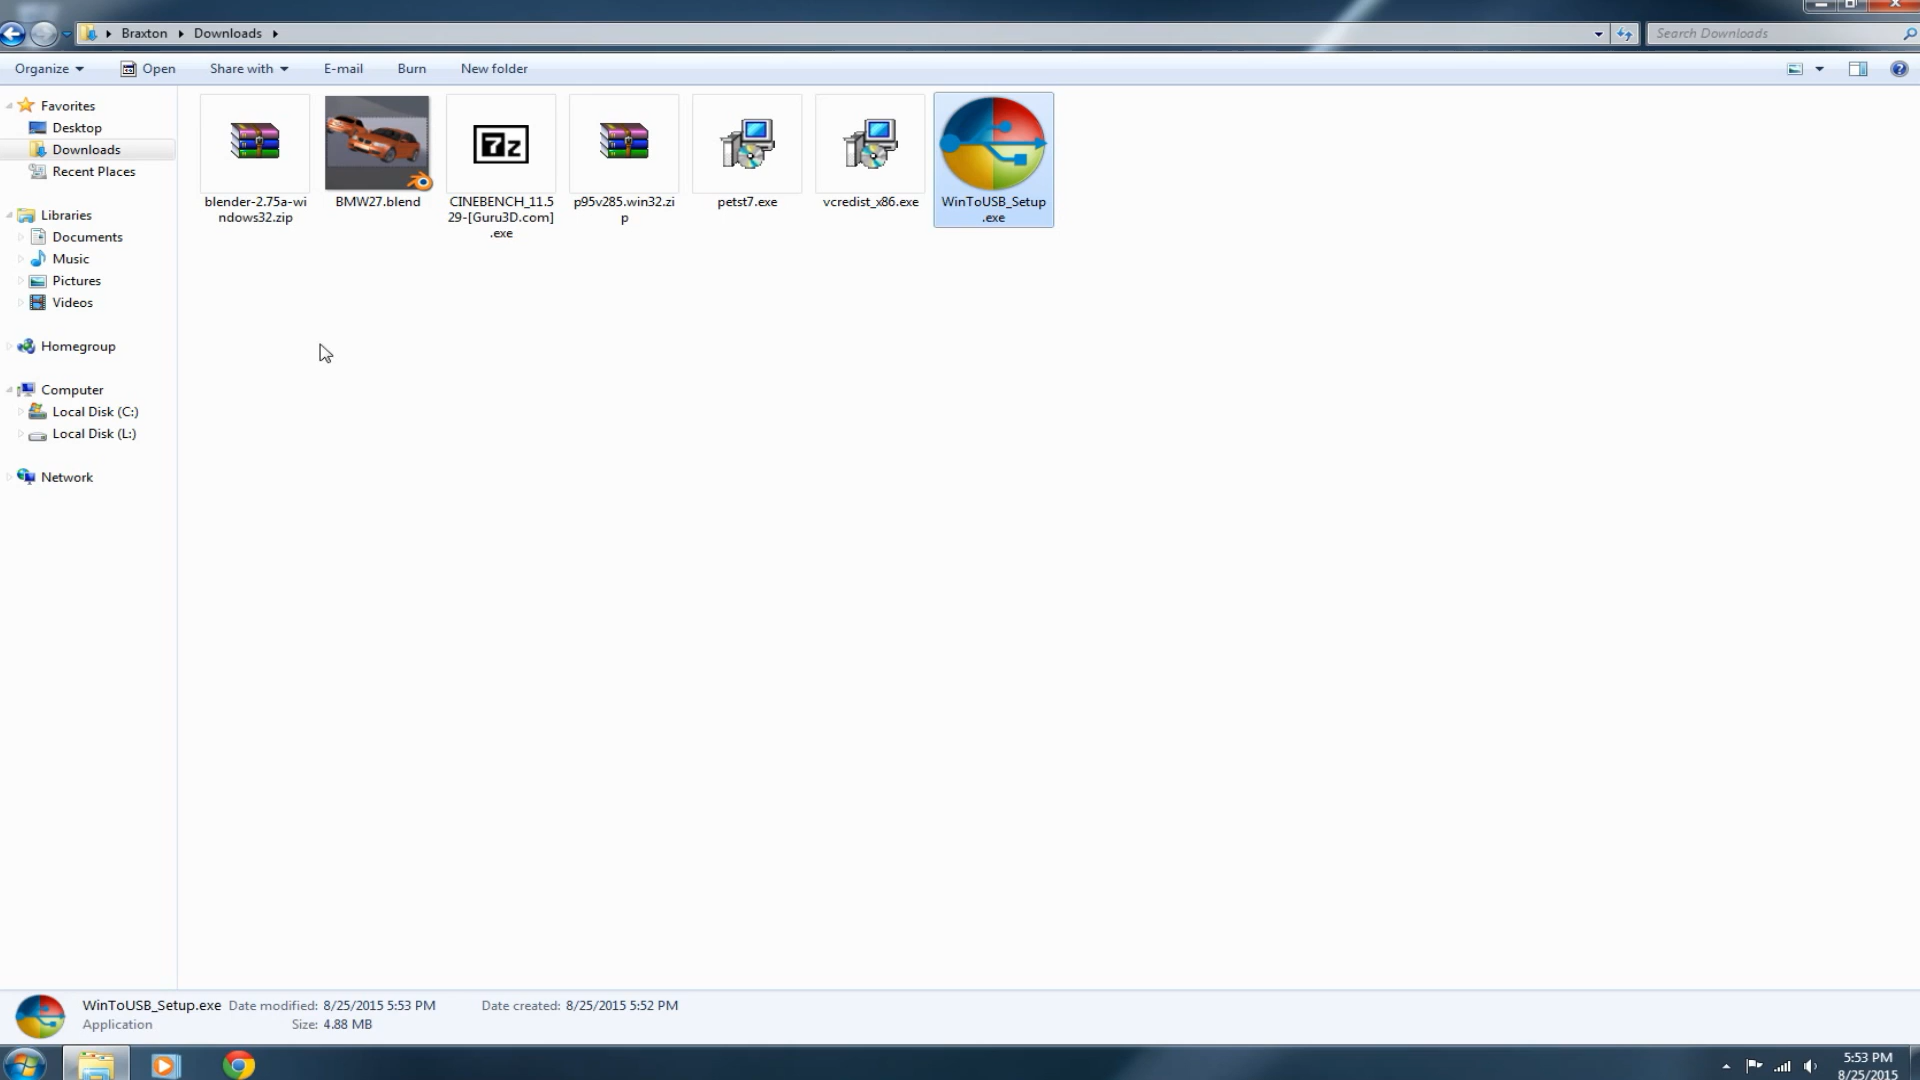 Braxton
Downloads
Search Downloads
Organize
Open
Share with
E-mail
Burn
New folder
Favorites
Desktop
Downloads
Recent Places
Libraries
Documents
Music
Pictures
Videos
Homegroup
Computer
Local Disk (C:)
Local Disk (L:)
Network
blender-2.75a-wi
ndows32.zip
BMW27.blend
7z
CINEBENCH_11.5
29-[Guru3D.com]
.exe
p95v285.win32.zi
p
petst7.exe
vcredist_x86.exe
WinToUSB_Setup
.exe
WinToUSB_Setup.exe Date modified: 8/25/2015 5:53 PM Date created: 8/25/2015 5:52 PM
Application Size: 4.88 MB
5:53 PM
8/25/2015